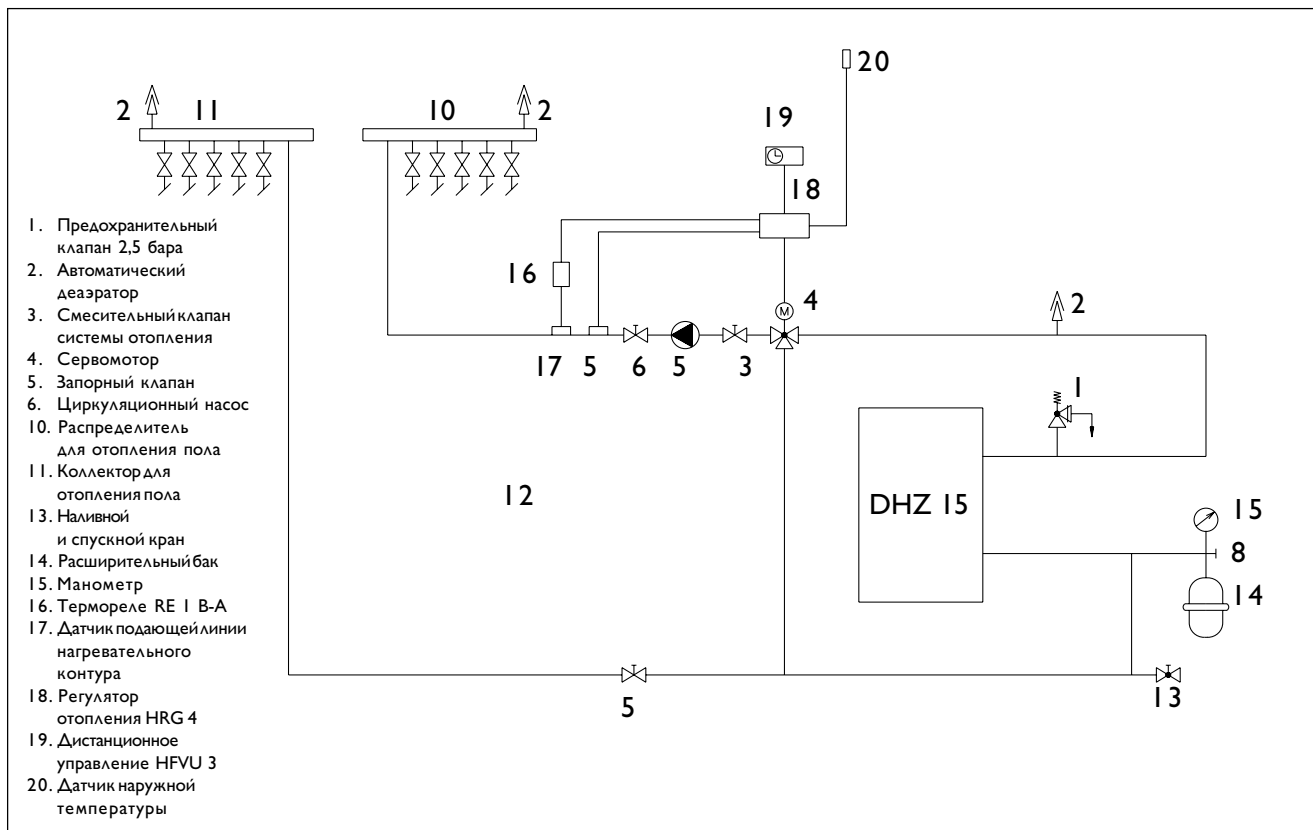 20
2
11
10
2
19
18
1. Предохранительный
клапан 2,5 бара
2. Автоматический
деаэратор
3. Смесительный клапан
системы отопления
4. Сервомотор
5. Запорный клапан
6. Циркуляционный насос
10. Распределитель
для отопления пола
11. Коллектор для
отопления пола
13. Наливной
и спускной кран
14. Расширительный бак
15. Манометр
16. Термореле RE 1 B-A
17. Датчик подающей линии
нагревательного
контура
18. Регулятор
отопления HRG 4
19. Дистанционное
управление HFVU 3
20. Датчик наружной
температуры
16
4
M
2
17
5
6
5
3
1
12
DHZ 15
15
8
14
5
13